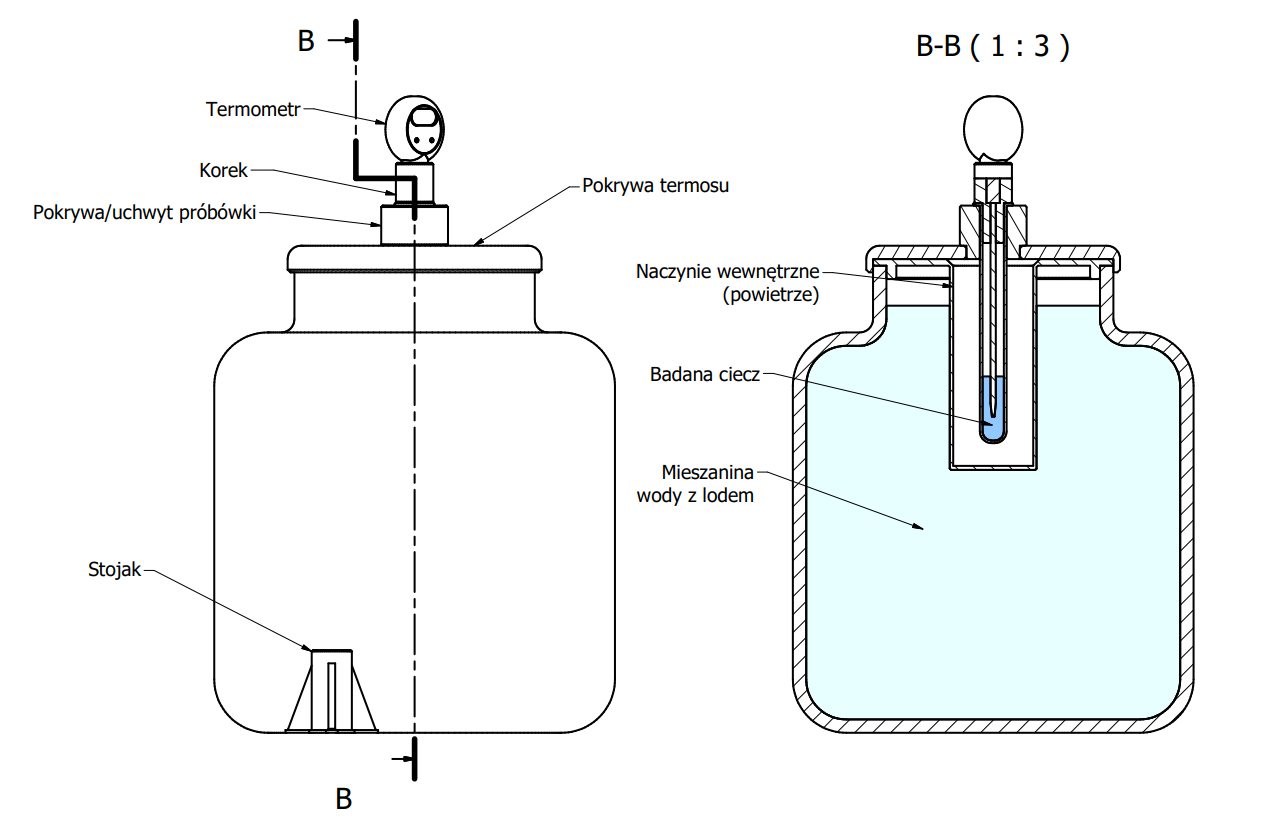 B
B-B ( 1 : 3 )
Termometr
Korek
Pokrywa termosu
Pokrywa/uchwyt próbówki
Naczynie wewnętrzne
(powietrze)
Badana ciecz
Mieszanina
wody z lodem
Stojak
B